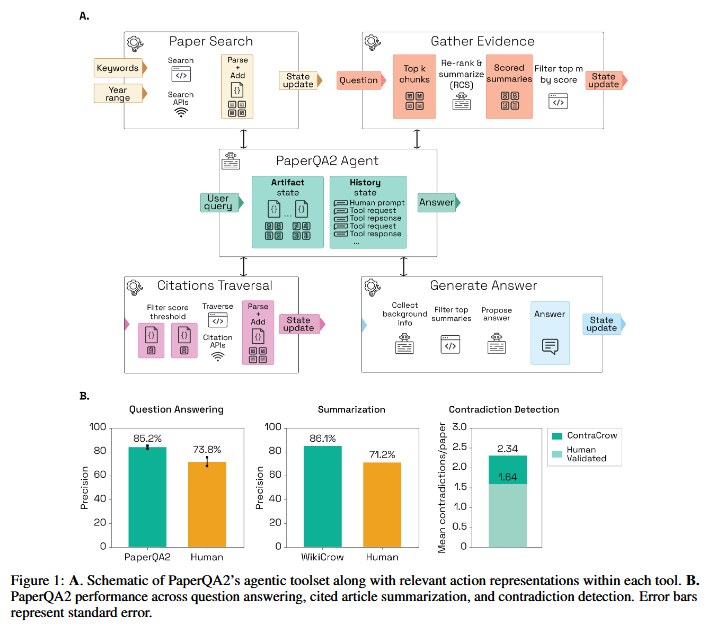 A.
Paper Search
Keywords
Year
range
Search
Search
APIs
Parse
+
Add
State
update
Gather Evidence
Question
Top k
chunks
Re-rank &
summarize
(RCS)
Scored
summaries
Filter top m
by score
State
update
PaperQA2 Agent
User
query
Artifact
state
...
History
state
Human prompt
Tool request
Tool repsonse
Tool request
Tool response
...
Answer
Citations Traversal
Filter score
threshold
Traverse
Citation
APIs
Parse
+
Add
State
update
Generate Answer
Collect
background
Info
Filter top
summaries
Propose
answer
Answer
State
update
B.
Question Answering
Precision
100
80
60
40
20
0
85.2%
73.8%
PaperQA2
Human
Summarization
Precision
100
80
60
40
20
0
86.1%
71.2%
WikiCrow
Human
Contradiction Detection
Mean contradictions/paper
3.0
2.5
2.0
1.5
1.0
0.5
0
2.34
1.64
ContraCrow
Human
Validated
Figure 1: A. Schematic of PaperQA2's agentic toolset along with relevant action representations within each tool. B.
PaperQA2 performance across question answering, cited article summarization, and contradiction detection. Error bars
represent standard error.